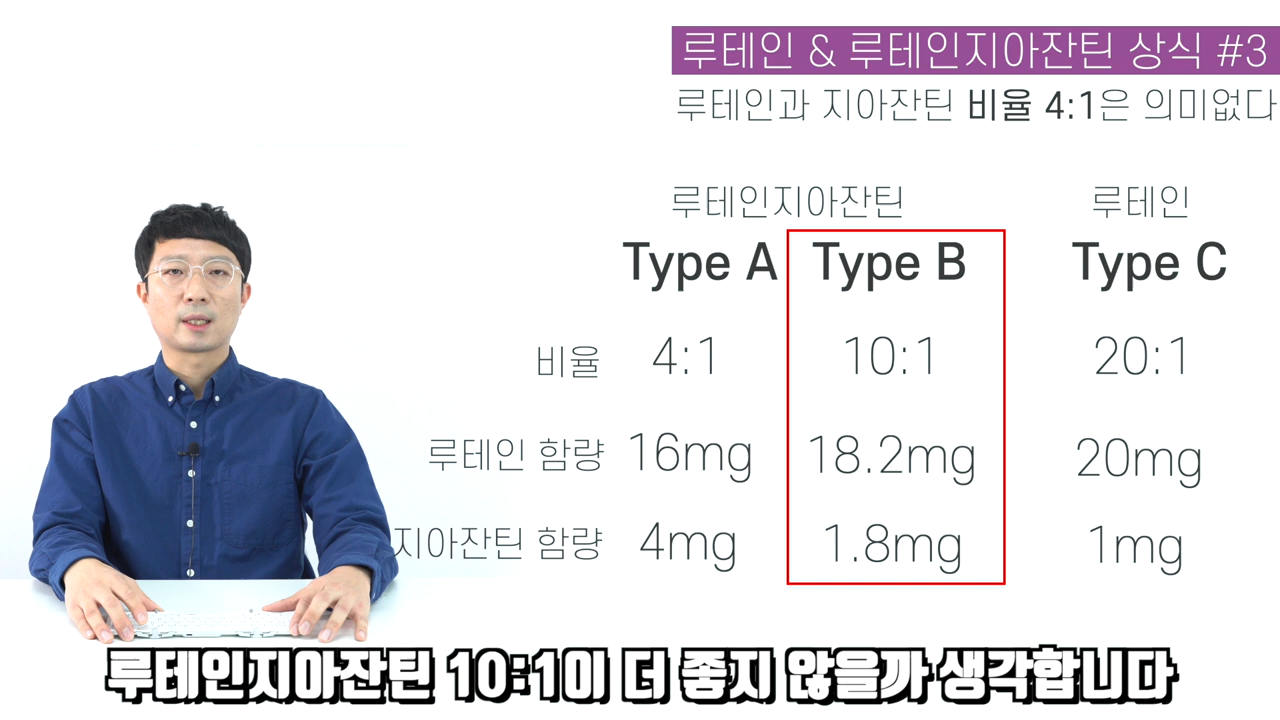 루테인 & 루테인지아잔틴 상식 #3
루테인과 지아잔틴 비율 4:1은 의미없다
루테인지아잔틴 루테인
Type A Type B Type C
비율 4:1 10:1 20:1
루테인 함량 16mg 18.2mg 20mg
지아잔틴 함량 4mg 1.8mg 1mg
루테인지아잔틴 10:1이 더 좋지 않을까 생각합니다